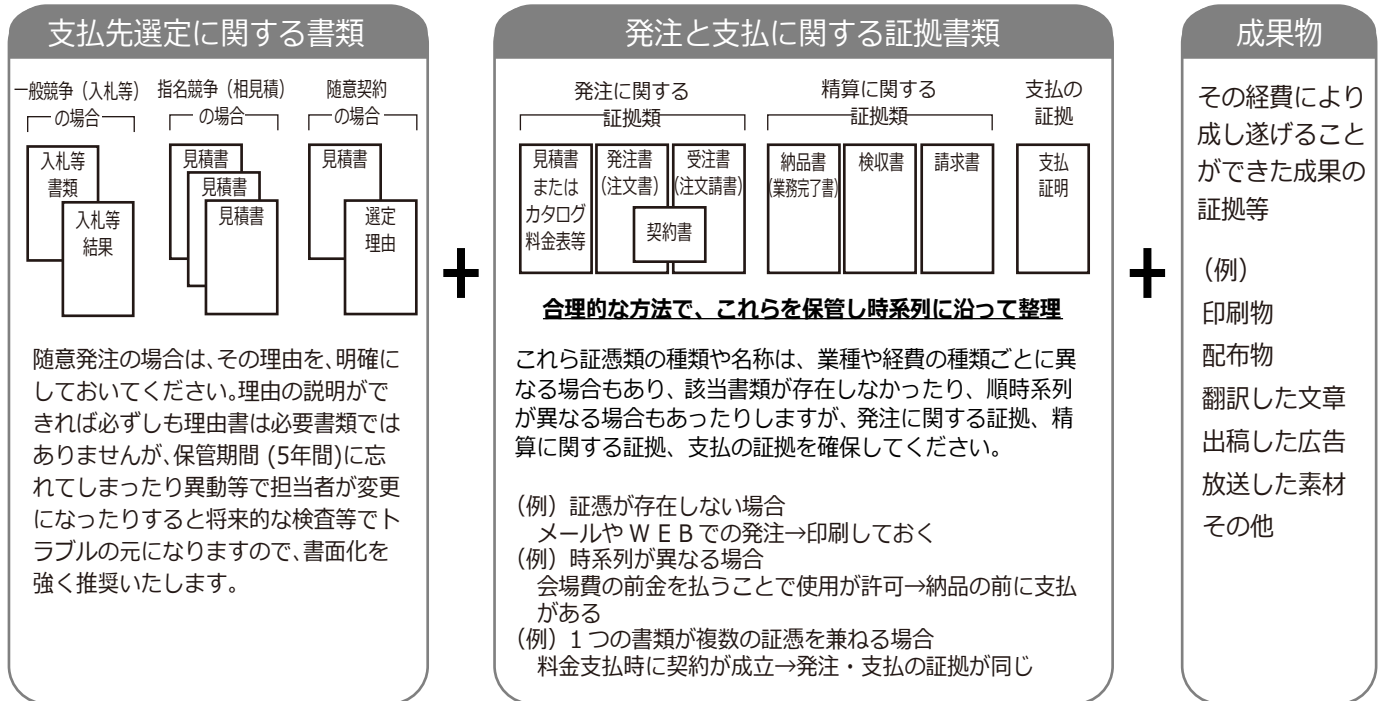 支払先選定に関する書類
一般競争（入札等）
の場合
指名競争（相見積）
の場合
随意契約
の場合
入札等
書類
入札等
結果
見積書
見積書
見積書
見積書
選定
理由
随意発注の場合は、その理由を、明確に
しておいてください。理由の説明がで
きれば必ずしも理由書は必要書類では
ありませんが、保管期間 (5年間)に忘
れてしまったり異動等で担当者が変更
になったりすると将来的な検査等でト
ラブルの元になりますので、書面化を
強く推奨いたします。
+
発注と支払に関する証拠書類
発注に関する
証拠類
精算に関する
証拠類
支払の
証拠
見積書
または
カタログ
料金表等
発注書
(注文書)
受注書
(注文請書)
契約書
納品書
(業務完了書)
検収書
請求書
支払
証明
合理的な方法で、これらを保管し時系列に沿って整理
これら証憑類の種類や名称は、業種や経費の種類ごとに異
なる場合もあり、該当書類が存在しなかったり、順時系列
が異なる場合もあったりしますが、発注に関する証拠、精
算に関する証拠、支払の証拠を確保してください。
（例）証憑が存在しない場合
メールやＷＥＢでの発注→印刷しておく
（例）時系列が異なる場合
会場費の前金を払うことで使用が許可→納品の前に支払
がある
（例）1つの書類が複数の証憑を兼ねる場合
料金支払時に契約が成立→発注・支払の証拠が同じ
+
成果物
その経費により
成し遂げること
ができた成果の
証拠等
（例）
印刷物
配布物
翻訳した文章
出稿した広告
放送した素材
その他